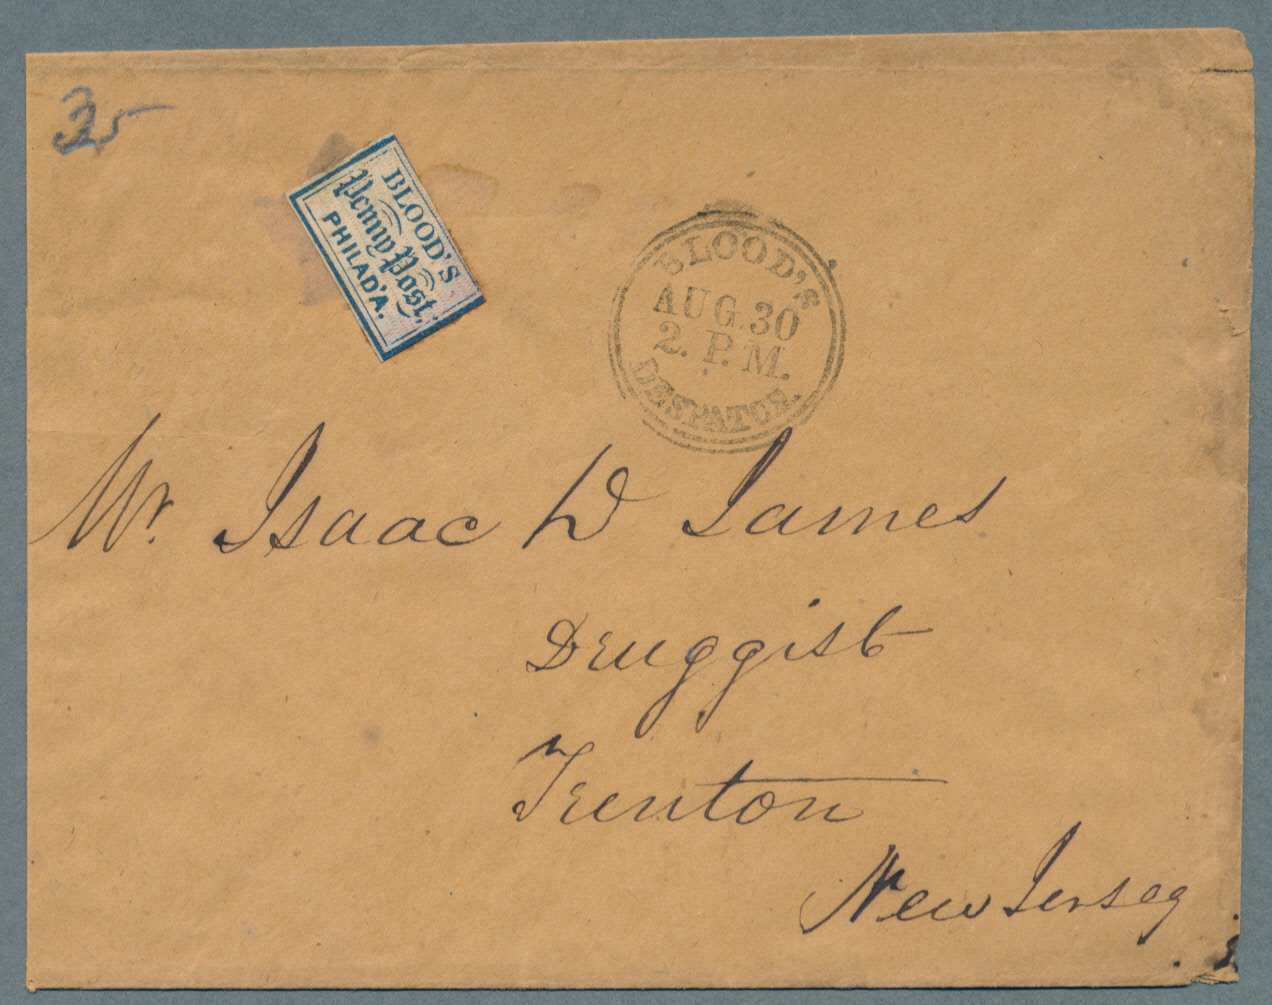 35
BLOOD'S
Penny Post,
PHILAD'A.
BLOOD'S
AUG. 30
2. P. M.
DESPATCH.
Mr. Isaac D James
Druggist
Trenton
New Jersey